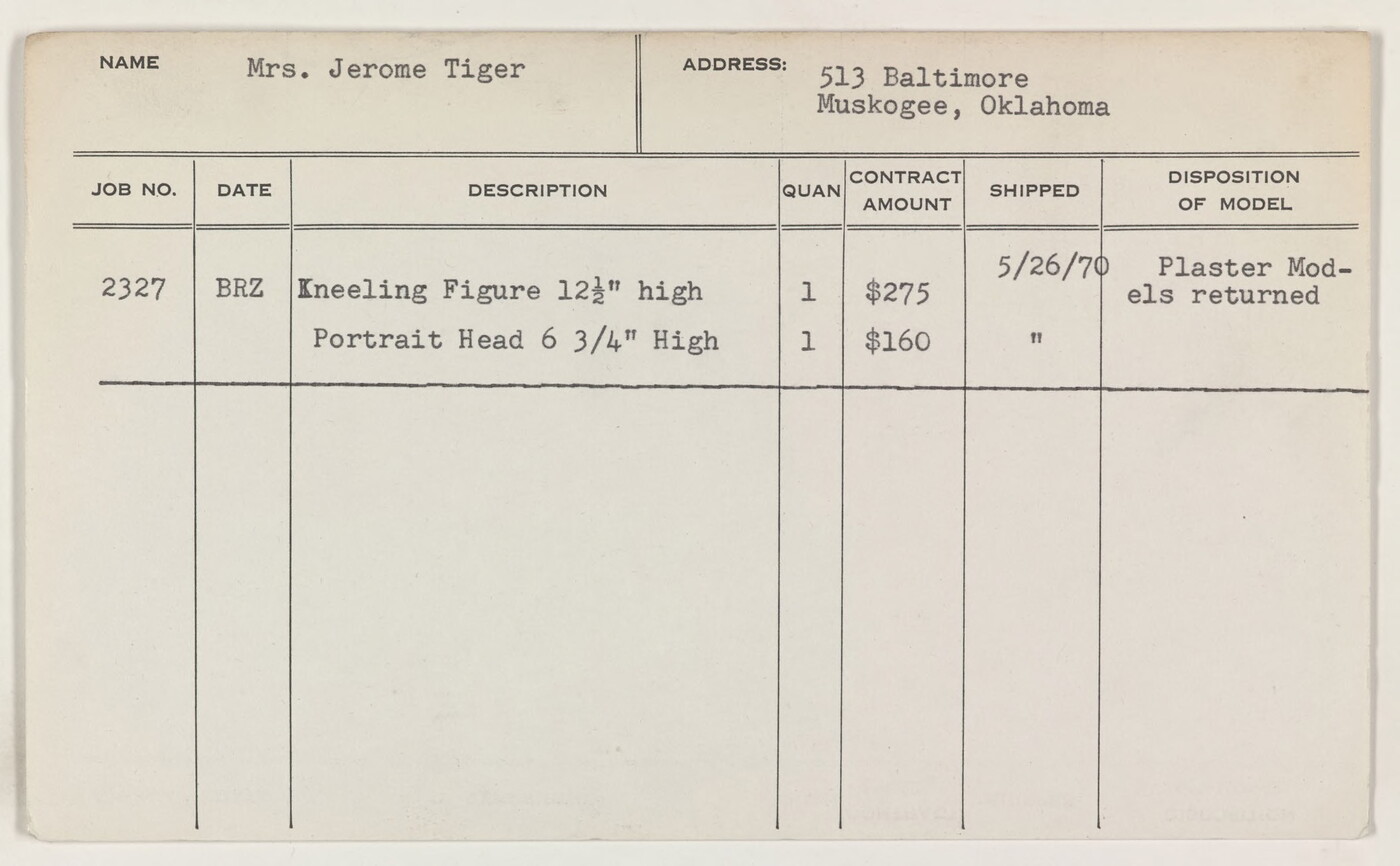 NAME Mrs. Jerome Tiger ADDRESS: 513 Baltimore
Muskogee, Oklahoma
JOB NO. DATE DESCRIPTION QUAN CONTRACT AMOUNT SHIPPED DISPOSITION OF MODEL
2327 BRZ Kneeling Figure 12½" high 1 $275 5/26/70 Plaster Mod-
els returned
Portrait Head 6 3/4" High 1 $160 "